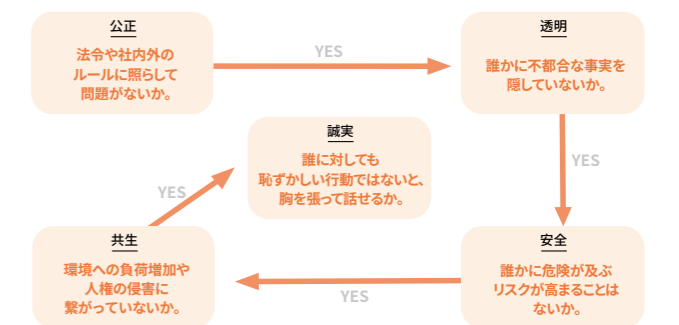 公正
法令や社内外の
ルールに照らして
問題がないか。
YES
透明
誰かに不都合な事実を
隠していないか。
YES
安全
誰かに危険が及ぶ
リスクが高まることは
ないか。
YES
共生
環境への負荷増加や
人権の侵害に
繋がっていないか。
YES
誠実
誰に対しても
恥ずかしい行動ではないと、
胸を張って話せるか。